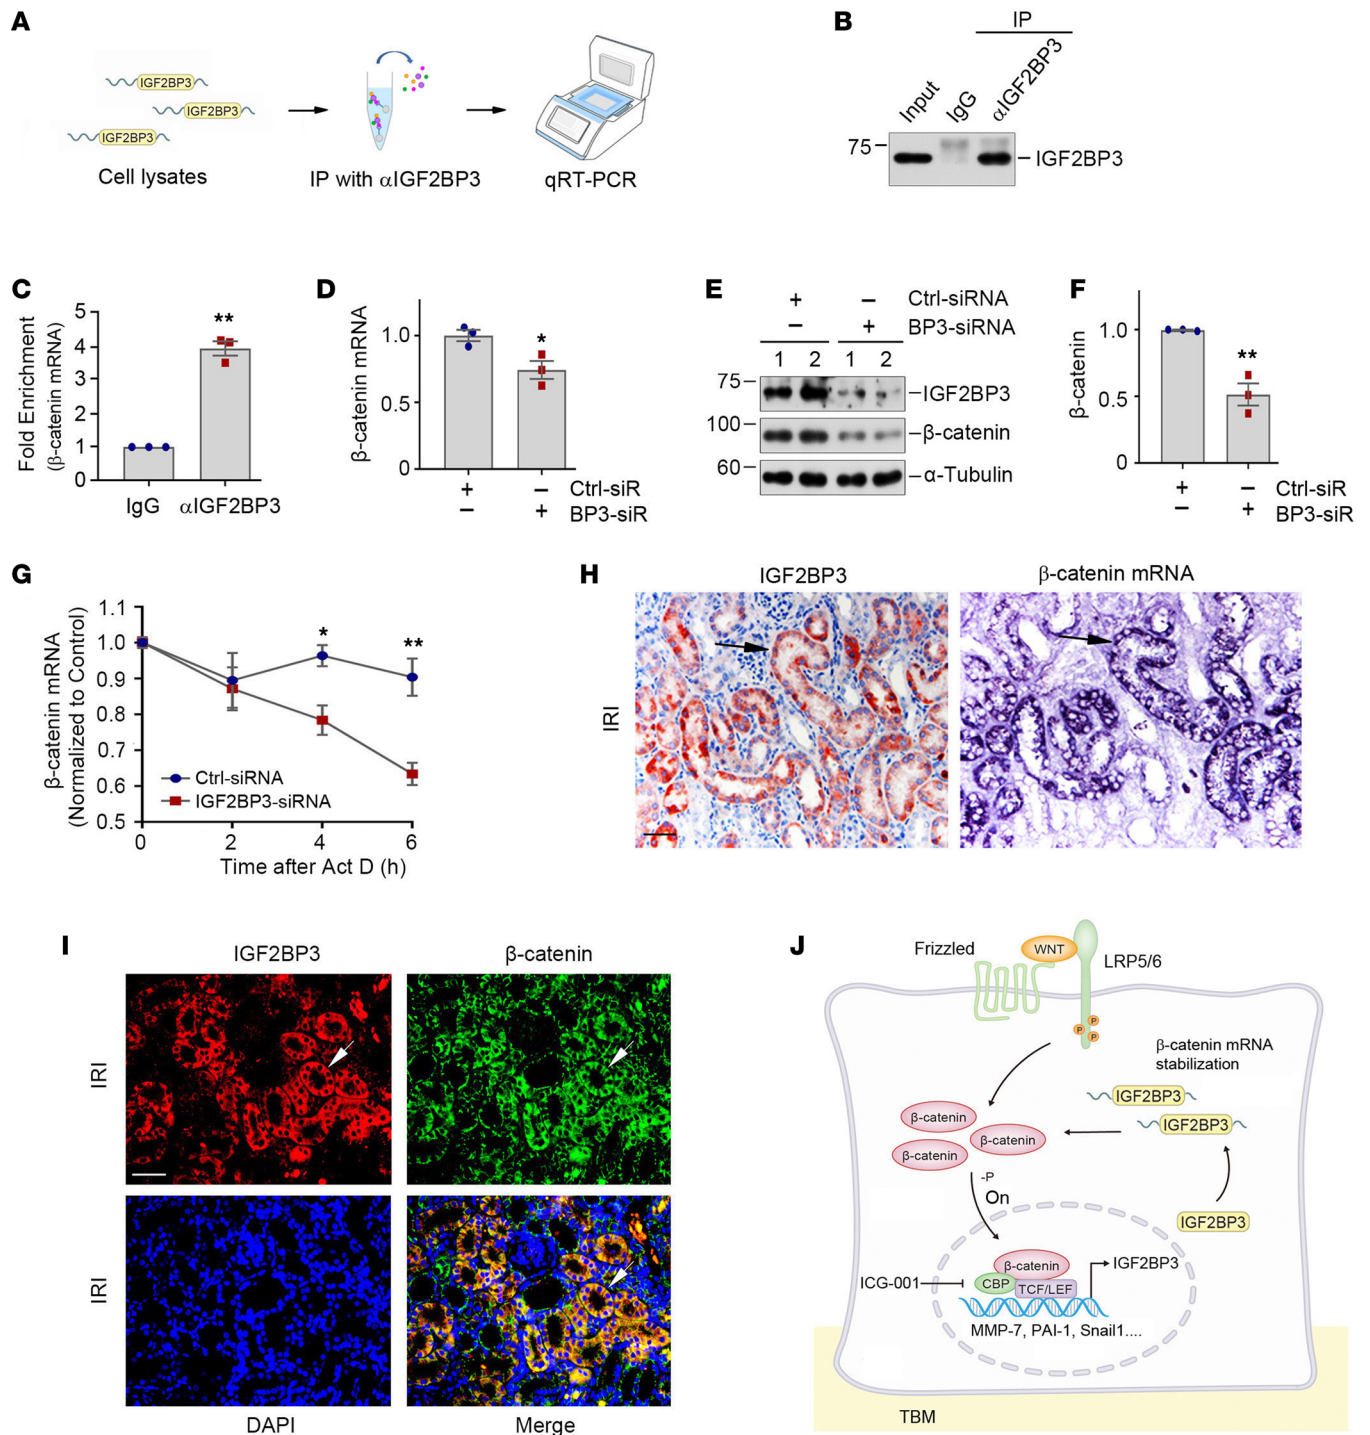 A
IGF2BP3
IGF2BP3
IGF2BP3
Cell lysates
IP with αIGF2BP3
qRT-PCR
B
IP
Input
IgG
αIGF2BP3
75
IGF2BP3
C
Fold Enrichment
(β-catenin mRNA)
5
4
3
2
1
0
**
IgG
αIGF2BP3
D
β-catenin mRNA
1.0
0.5
0
*
+ – Ctrl-siR
– + BP3-siR
E
+ – Ctrl-siRNA
– + BP3-siRNA
1 2 1 2
75
IGF2BP3
100
β-catenin
60
α-Tubulin
F
β-catenin
1.0
0.5
0
**
+ – Ctrl-siR
– + BP3-siR
G
β-catenin mRNA
(Normalized to Control)
1.1
1.0
0.9
0.8
0.7
0.6
0.5
*
**
Ctrl-siRNA
IGF2BP3-siRNA
0 2 4 6
Time after Act D (h)
H
IGF2BP3
β-catenin mRNA
IRI
I
IGF2BP3
β-catenin
IRI
IRI
DAPI
Merge
J
Frizzled
WNT
LRP5/6
P
P
P
β-catenin mRNA
stabilization
IGF2BP3
IGF2BP3
β-catenin
β-catenin
β-catenin
-P
On
IGF2BP3
β-catenin
IGF2BP3
ICG-001
CBP
TCF/LEF
MMP-7, PAI-1, Snail1....
TBM